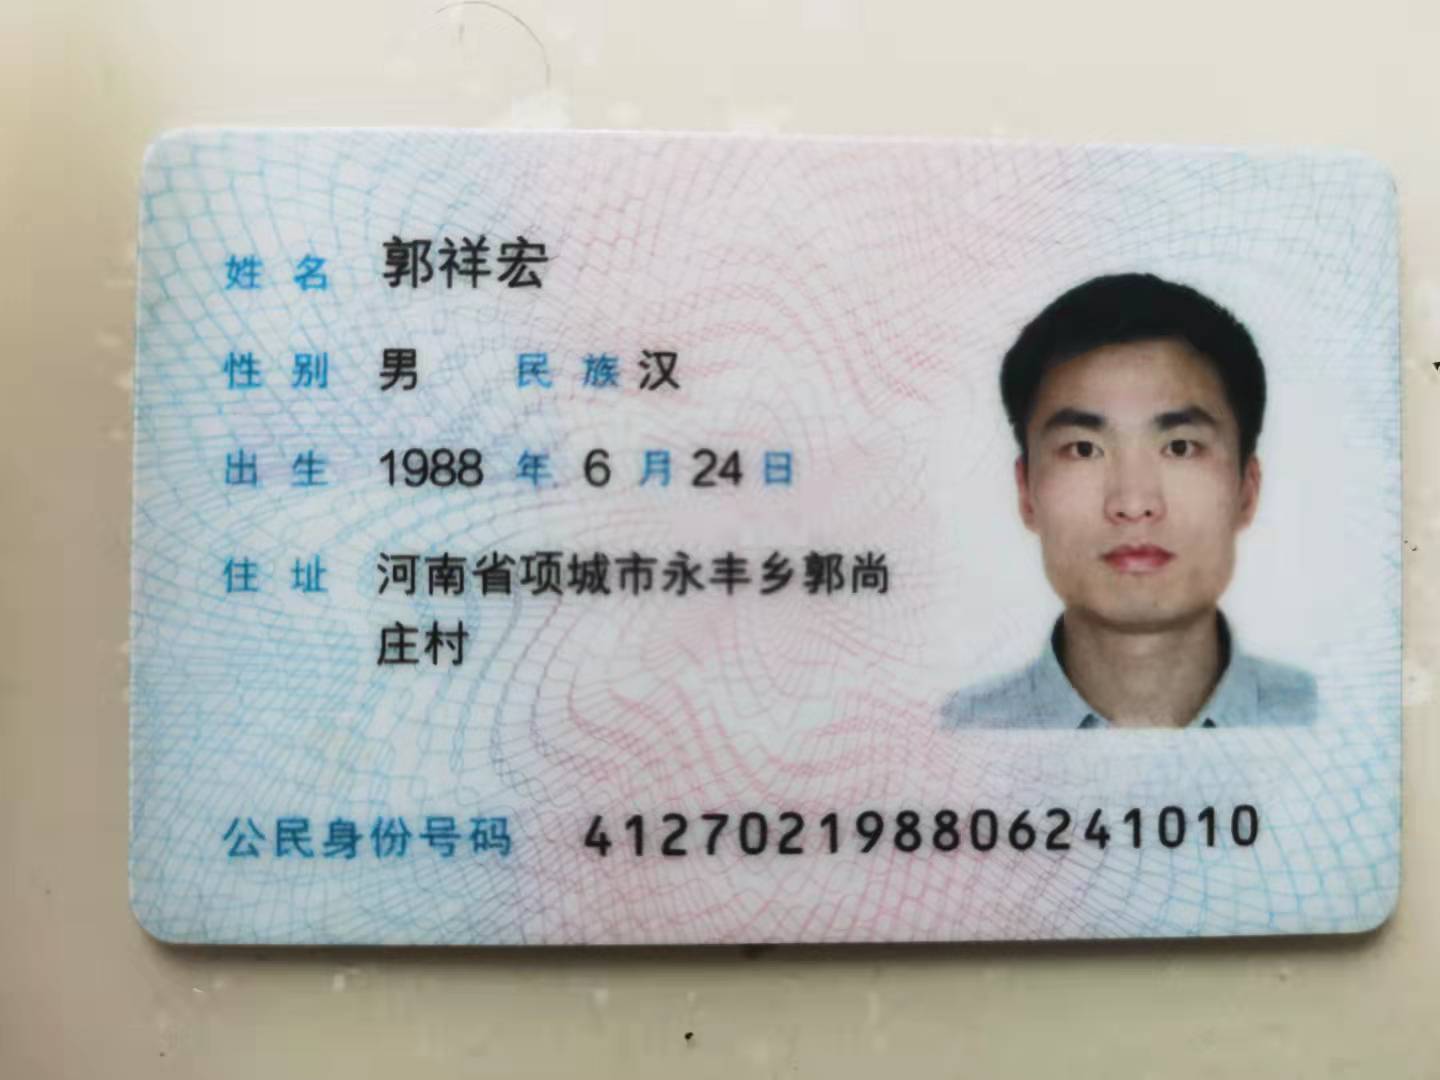 姓名 郭祥宏
性别 男 民族 汉
出生 1988 年 6 月 24 日
住址 河南省项城市永丰乡郭尚
庄村
公民身份号码 412702198806241010